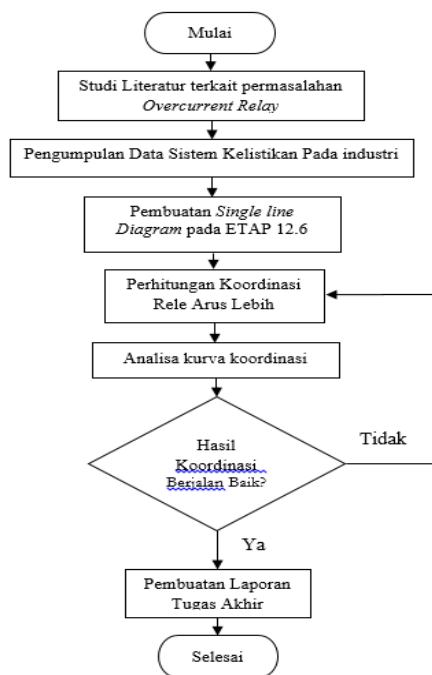 Mulai
Studi Literatur terkait permasalahan
Overcurrent Relay
Pengumpulan Data Sistem Kelistikan Pada industri
Pembuatan Single line
Diagram pada ETAP 12.6
Perhitungan Koordinasi
Rele Arus Lebih
Analisa kurva koordinasi
Hasil
Koordinasi
Berjalan Baik?
Tidak
Ya
Pembuatan Laporan
Tugas Akhir
Selesai